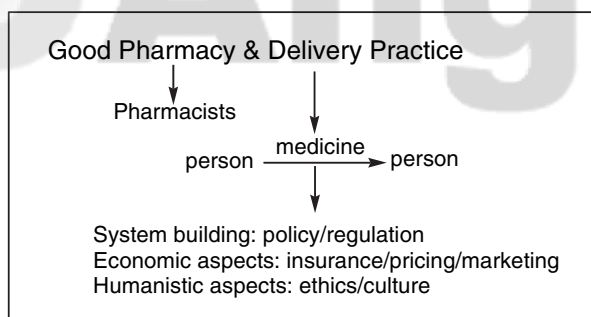 Good Pharmacy & Delivery Practice
Pharmacists
medicine
person person
System building: policy/regulation
Economic aspects: insurance/pricing/marketing
Humanistic aspects: ethics/culture